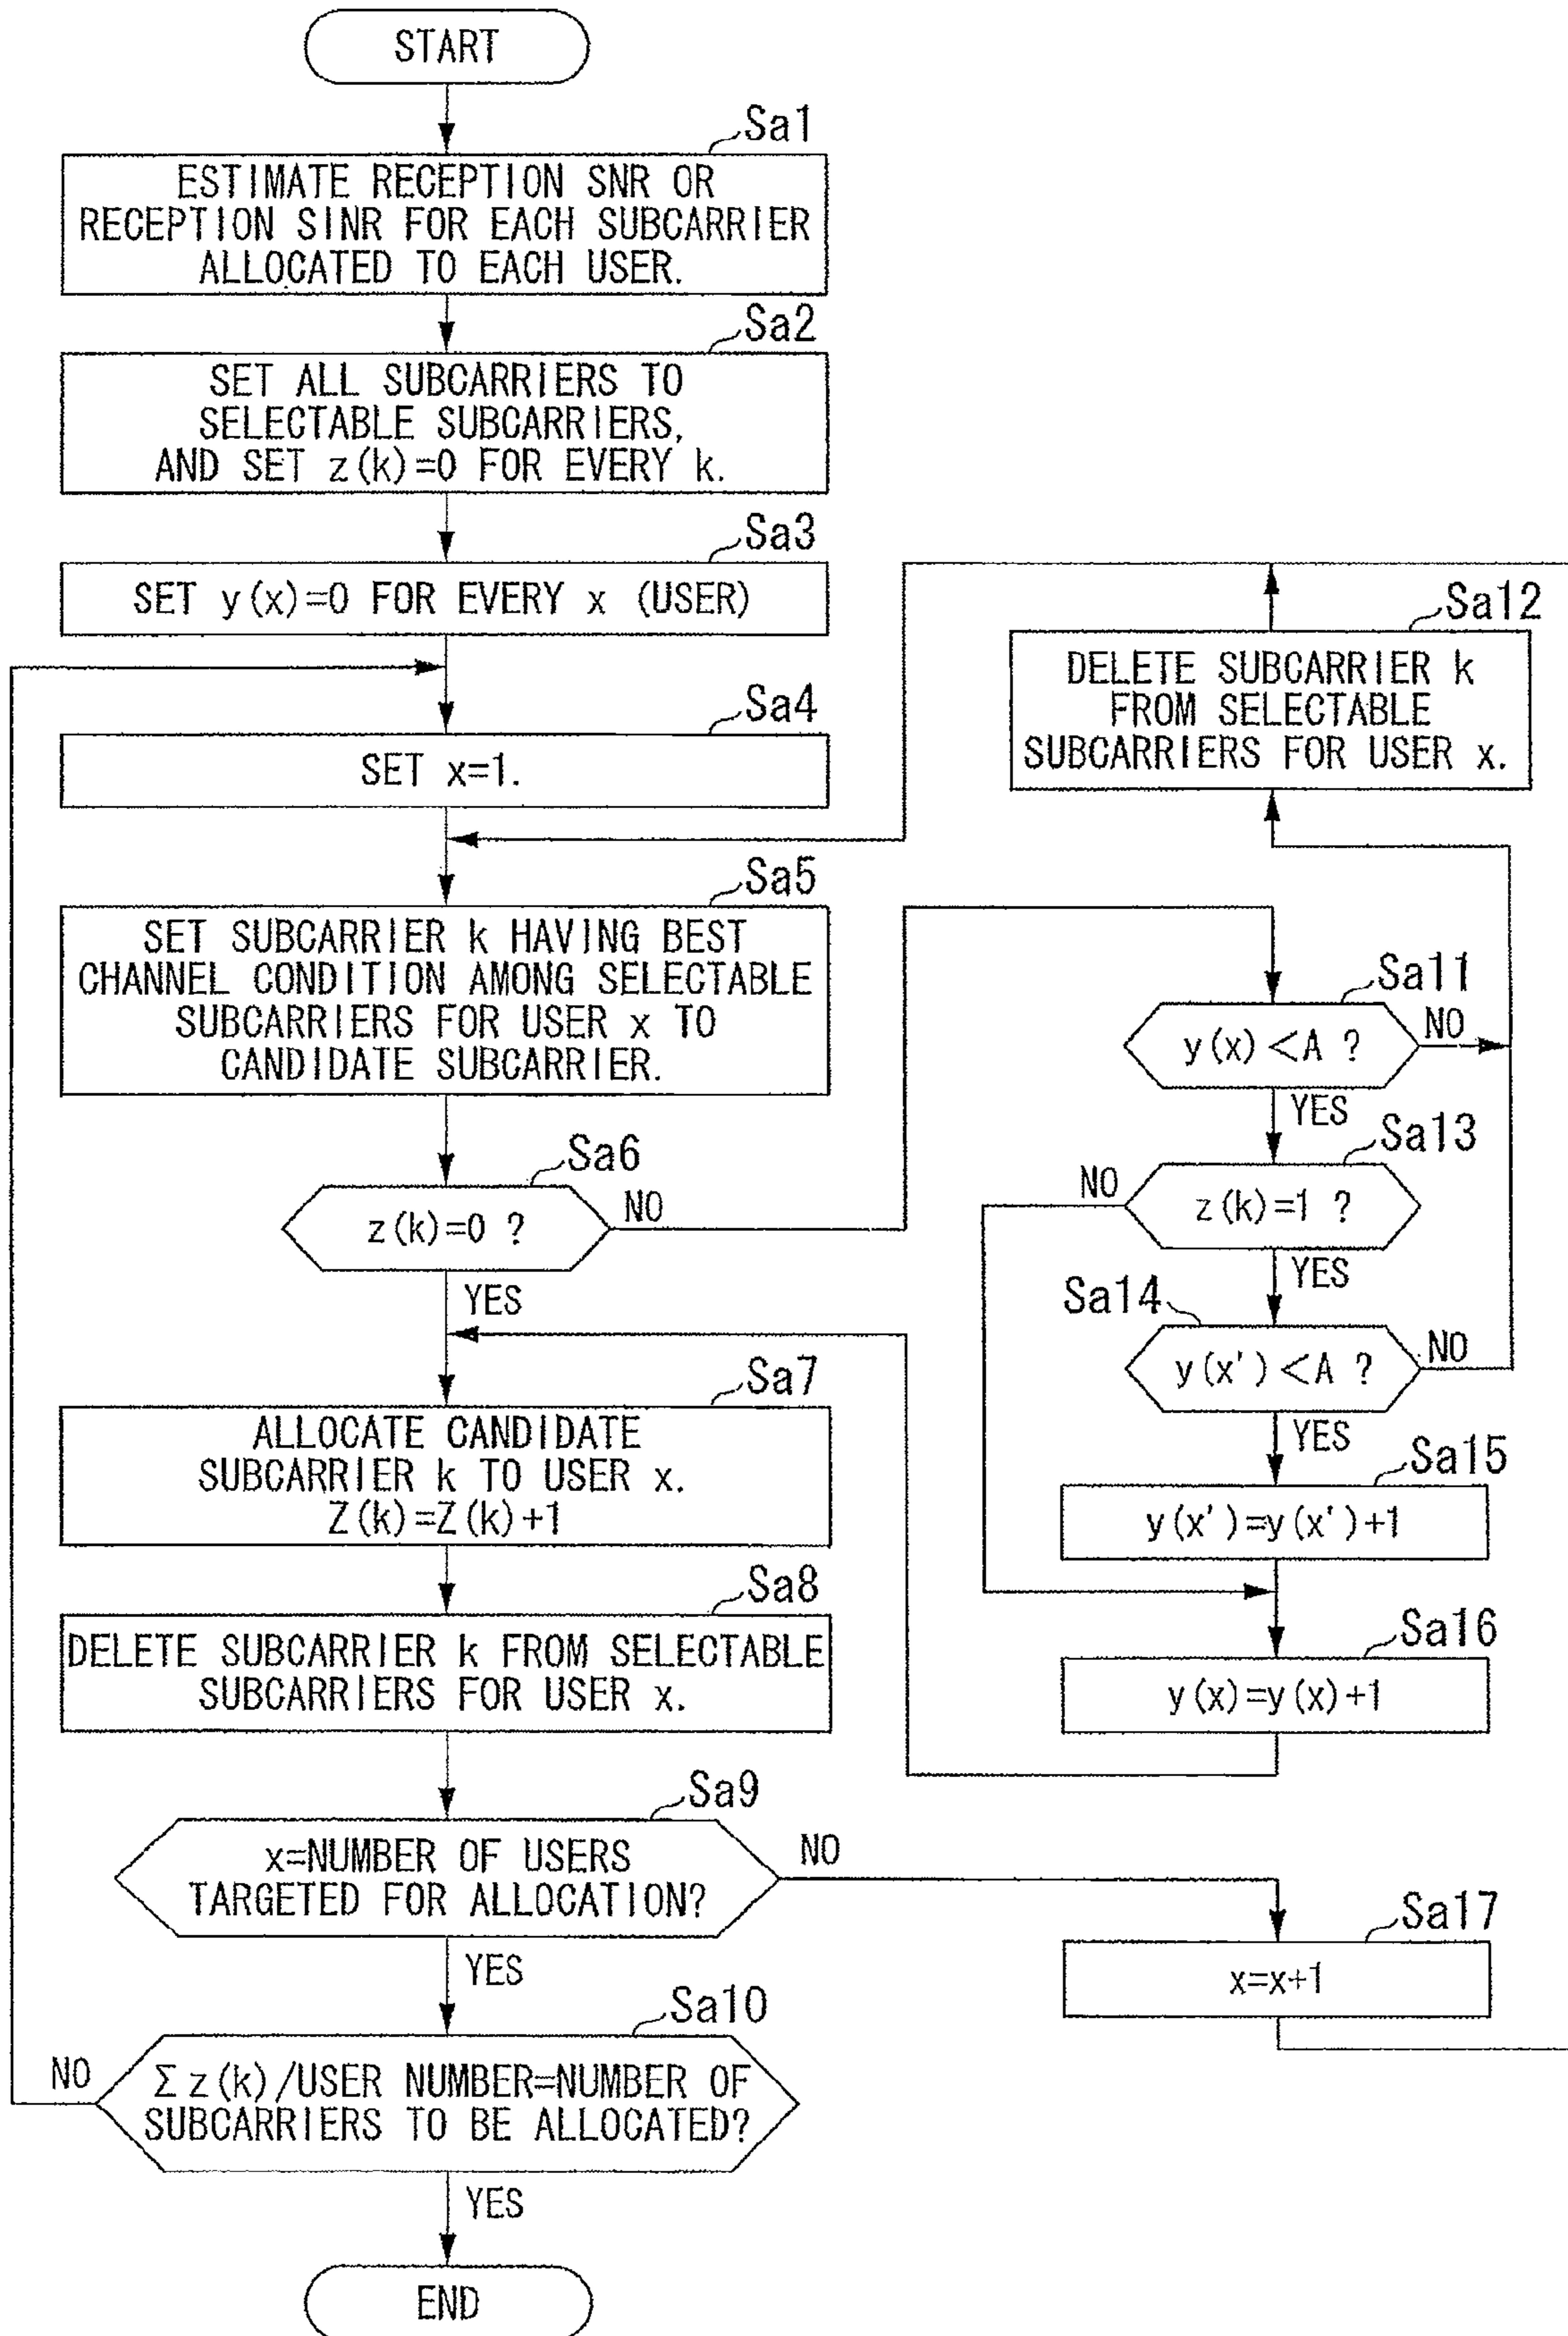 START
Sa1
ESTIMATE RECEPTION SNR OR
RECEPTION SINR FOR EACH SUBCARRIER
ALLOCATED TO EACH USER.
Sa2
SET ALL SUBCARRIERS TO
SELECTABLE SUBCARRIERS,
AND SET z(k)=0 FOR EVERY k.
Sa3
SET y(x)=0 FOR EVERY x (USER)
Sa4
SET x=1.
Sa5
SET SUBCARRIER k HAVING BEST
CHANNEL CONDITION AMONG SELECTABLE
SUBCARRIERS FOR USER x TO
CANDIDATE SUBCARRIER.
Sa6
z(k)=0 ?
NO
YES
Sa7
ALLOCATE CANDIDATE
SUBCARRIER k TO USER x.
Z(k)=Z(k)+1
Sa8
DELETE SUBCARRIER k FROM SELECTABLE
SUBCARRIERS FOR USER x.
Sa9
x=NUMBER OF USERS
TARGETED FOR ALLOCATION?
NO
YES
Sa10
Σz(k)/USER NUMBER=NUMBER OF
SUBCARRIERS TO BE ALLOCATED?
NO
YES
END
Sa12
DELETE SUBCARRIER k
FROM SELECTABLE
SUBCARRIERS FOR USER x.
Sa11
y(x)<A ?
NO
YES
Sa13
z(k)=1 ?
NO
YES
Sa14
y(x')<A ?
NO
YES
Sa15
y(x')=y(x')+1
Sa16
y(x)=y(x)+1
Sa17
x=x+1